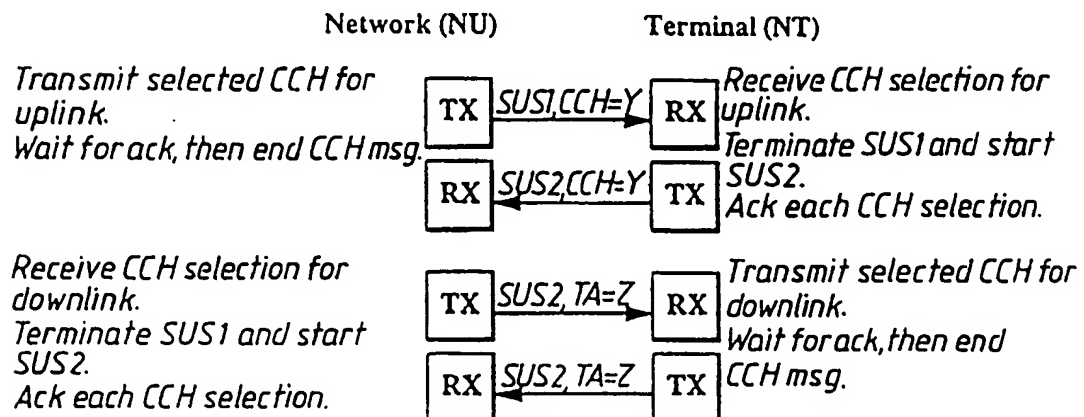 Network (NU) Terminal (NT)
Transmit selected CCH for
uplink.
Wait for ack, then end CCH msg.
TX
SUS1,CCH=Y
RX
Receive CCH selection for
uplink.
Terminate SUS1 and start
SUS2.
Ack each CCH selection.
RX
SUS2,CCH=Y
TX
Receive CCH selection for
downlink.
Terminate SUS1 and start
SUS2.
Ack each CCH selection.
TX
SUS2, TA=Z
RX
Transmit selected CCH for
downlink.
Wait for ack, then end
CCH msg.
RX
SUS2, TA=Z
TX